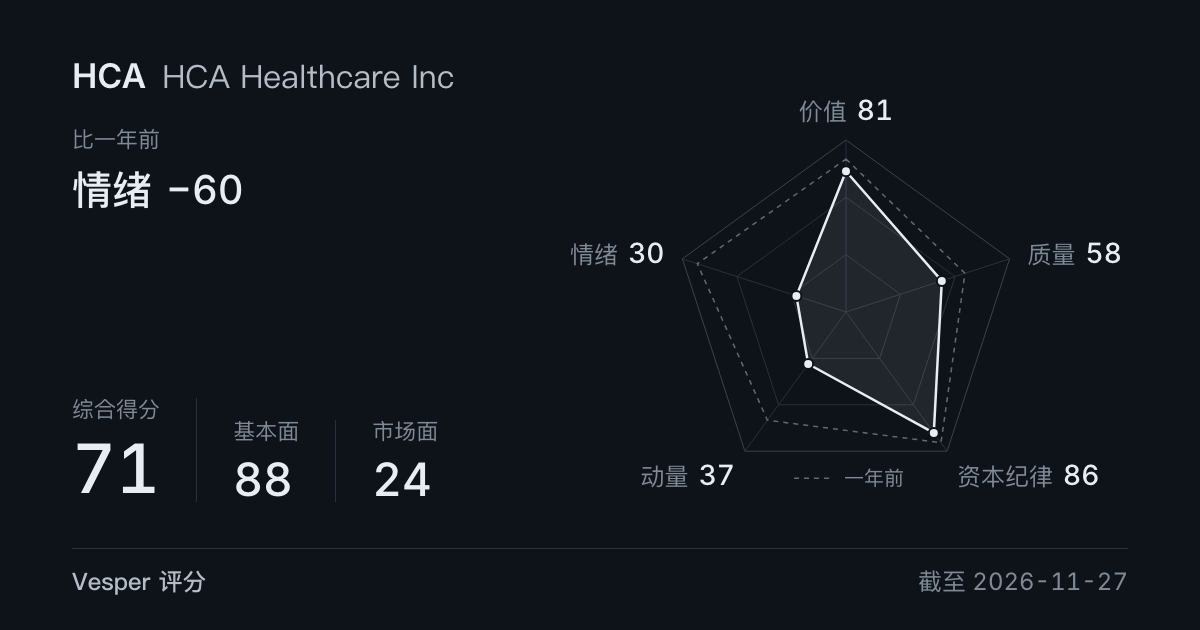 HCA HCA Healthcare Inc
比一年前
情绪 −60
价值 81
情绪 30
质量 58
动量 37
一年前
资本纪律 86
综合得分
71
基本面
88
市场面
24
Vesper 评分
截至 2026-11-27